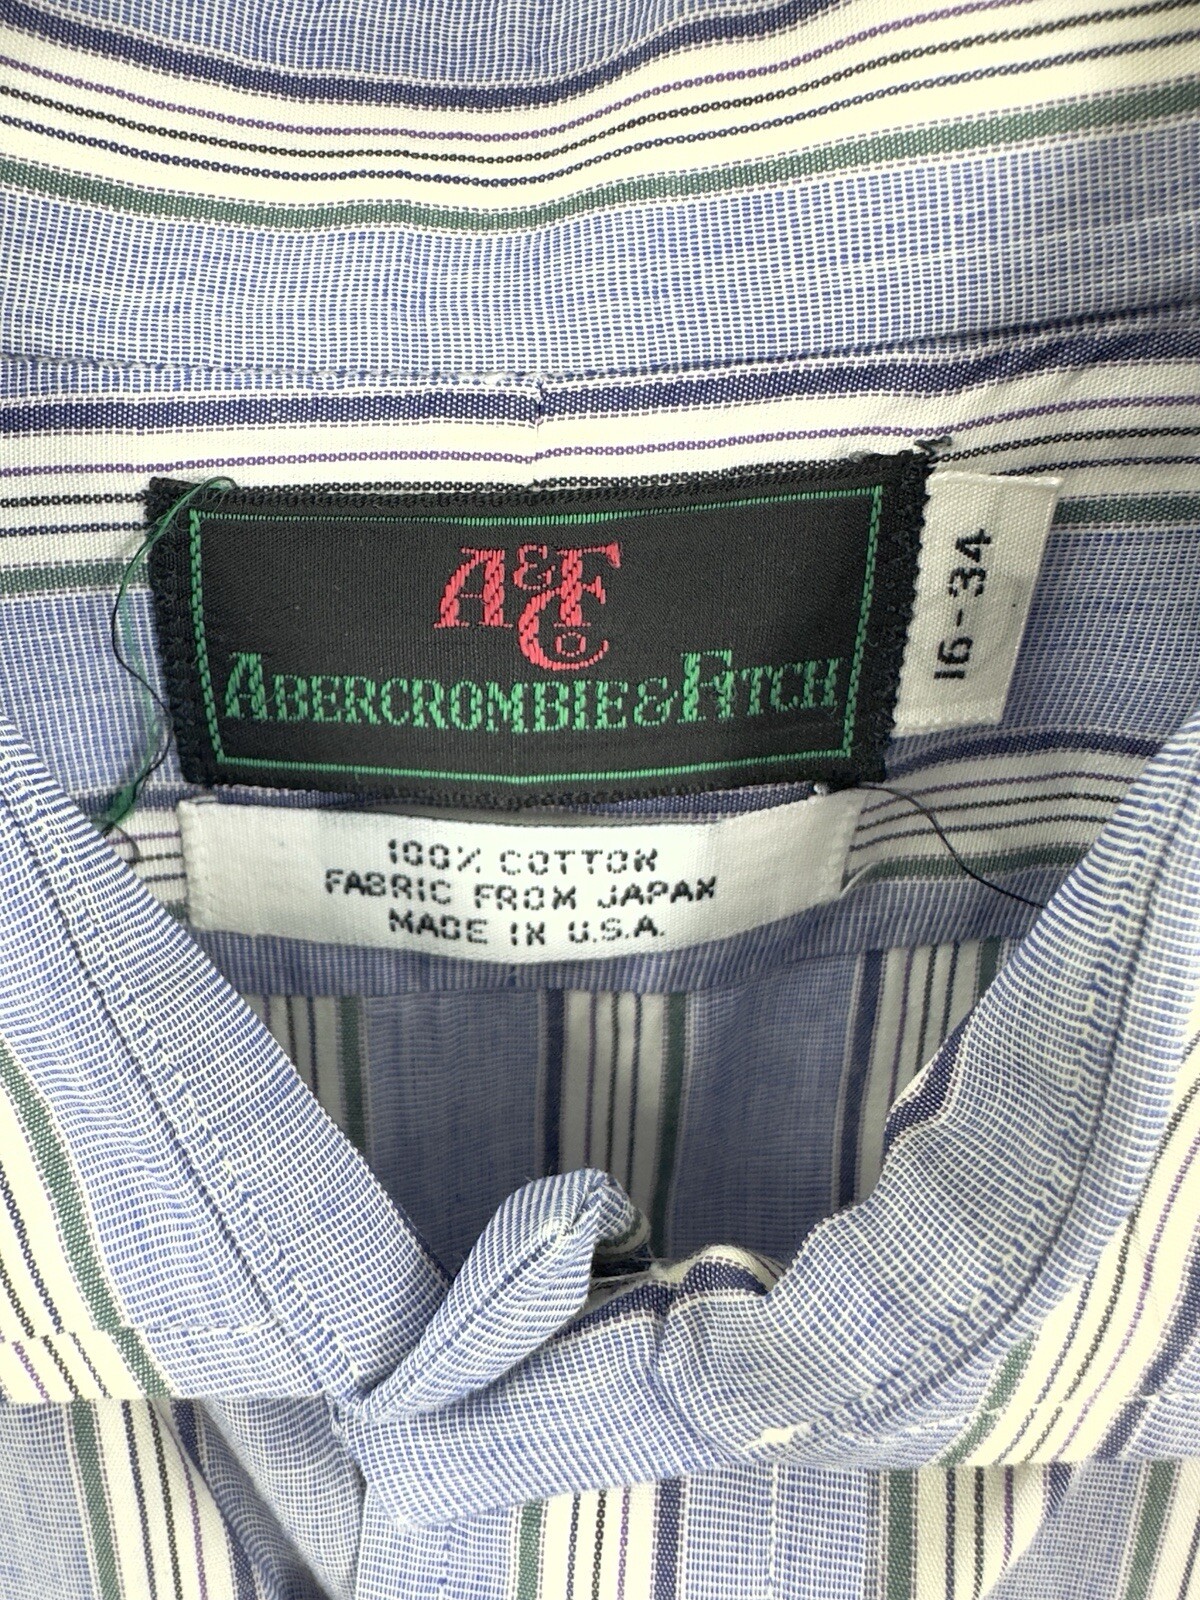 A&F
Co
ABERCROMBIE & FITCH
16-34
100% COTTON
FABRIC FROM JAPAN
MADE IN U.S.A.